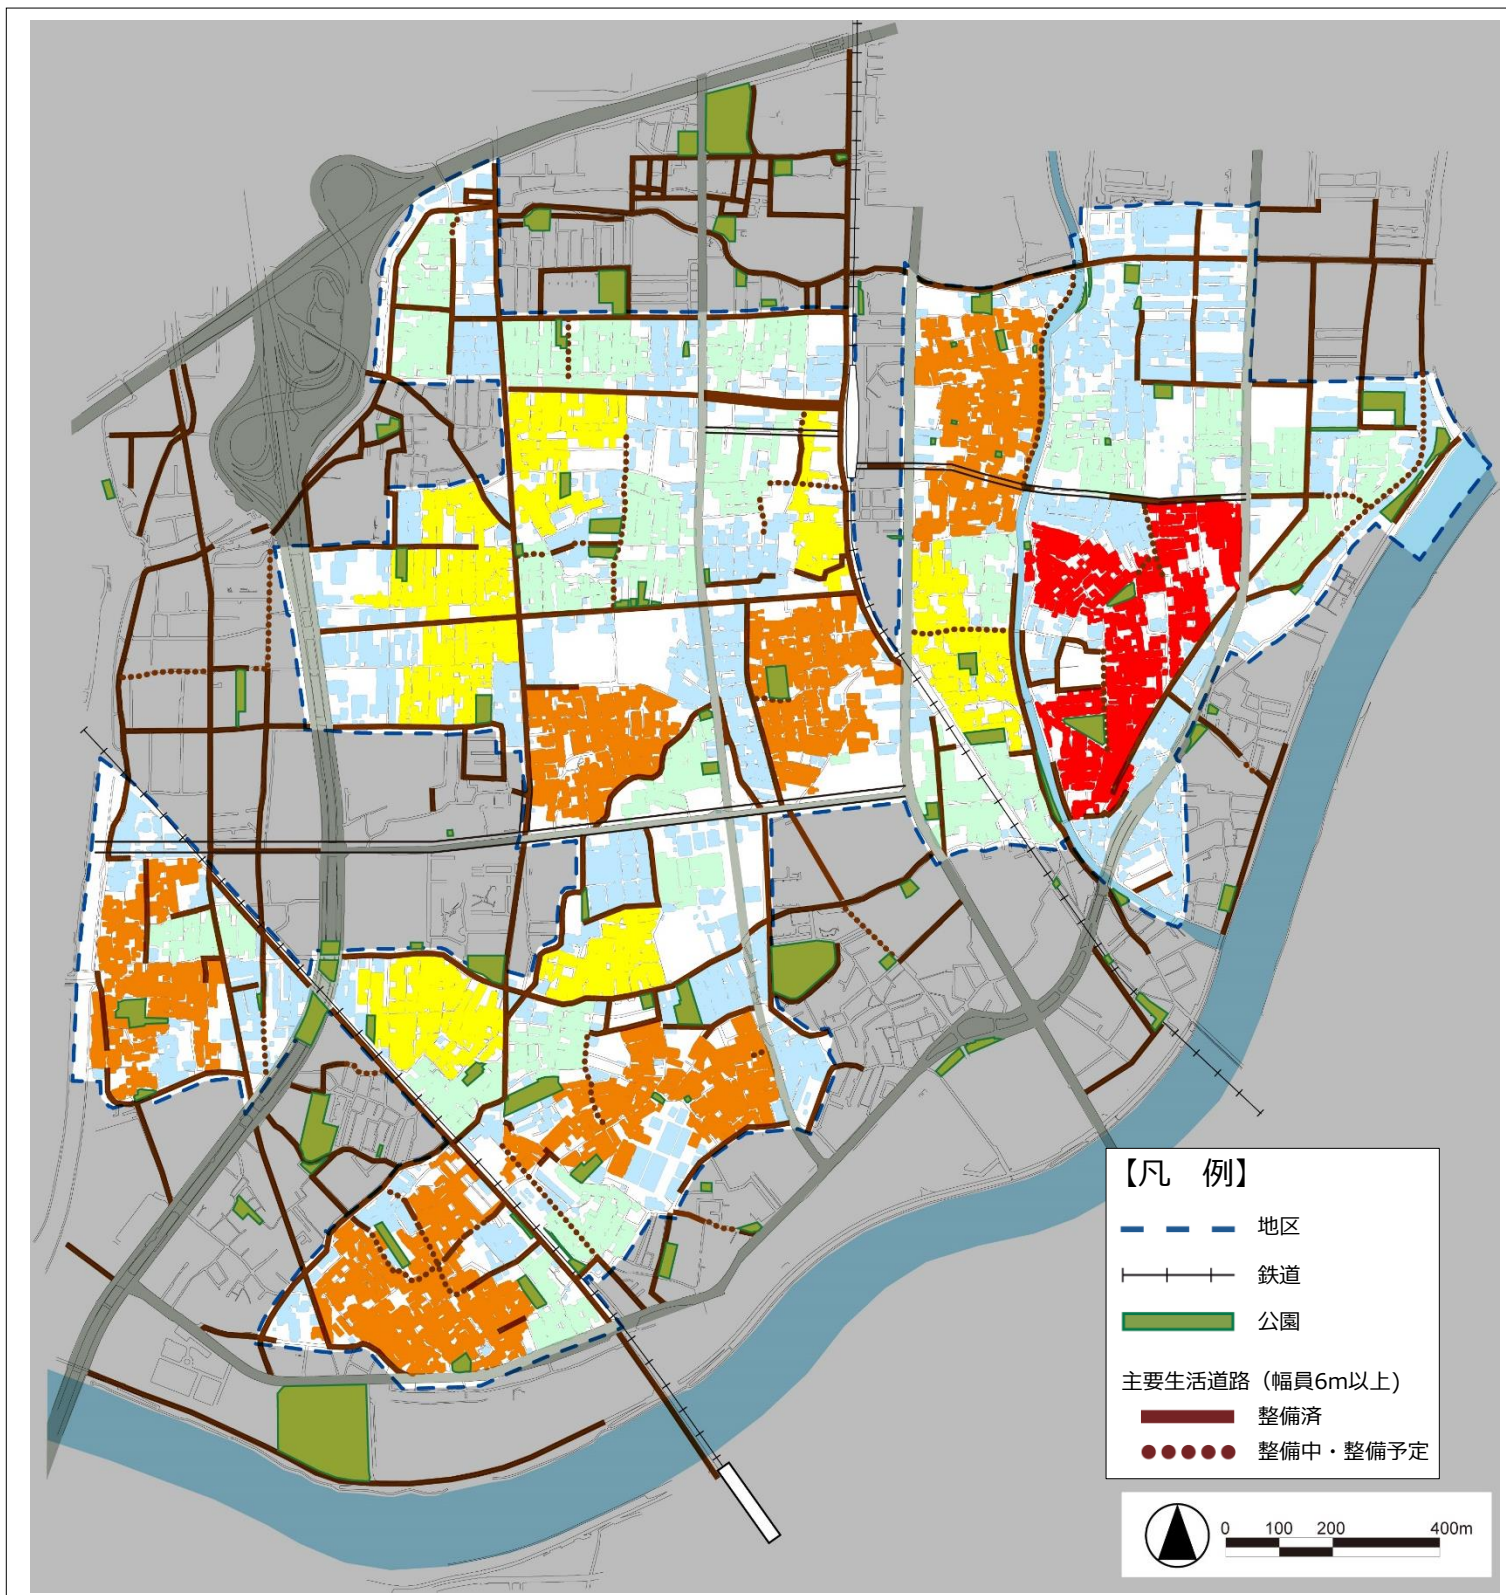 【凡 例】
地区
鉄道
公園
主要生活道路（幅員6m以上)
整備済
整備中・整備予定
0 100 200 400m